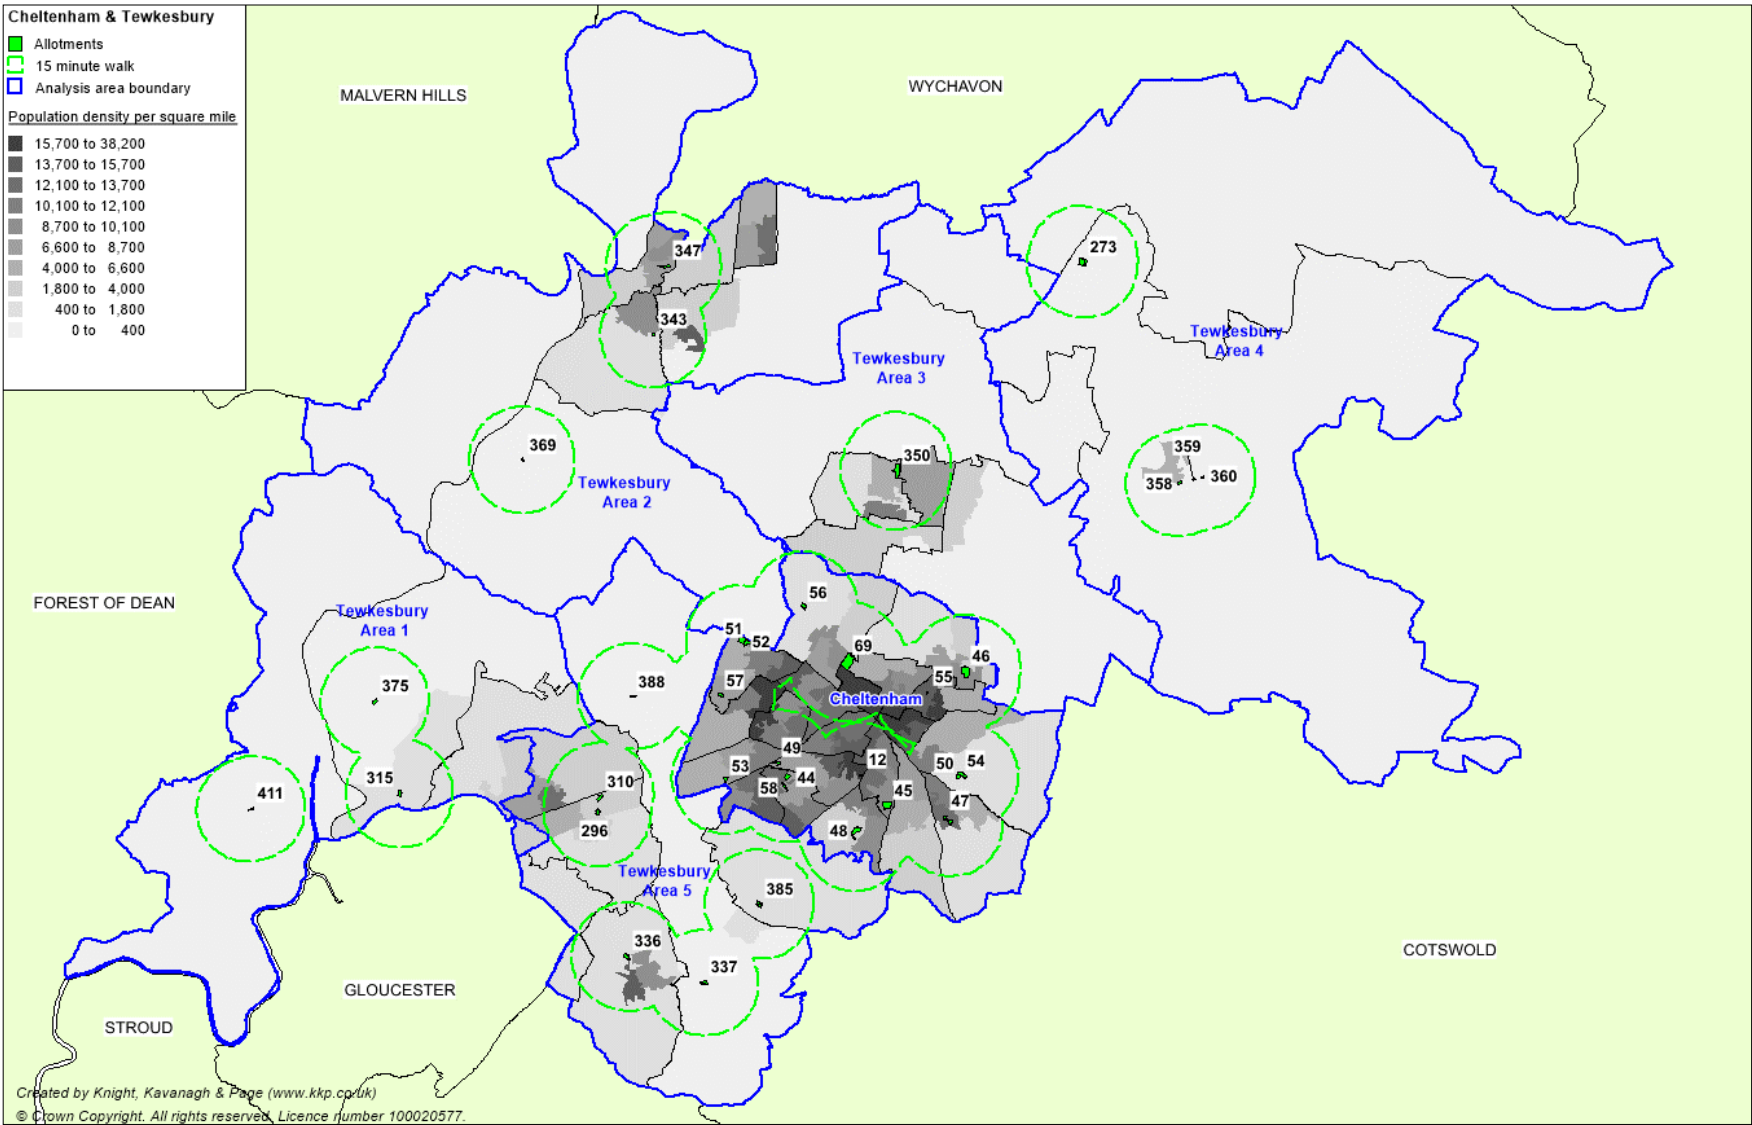 Cheltenham & Tewkesbury
Allotments
15 minute walk
Analysis area boundary
Population density per square mile
15,700 to 38,200
13,700 to 15,700
12,100 to 13,700
10,100 to 12,100
8,700 to 10,100
6,600 to 8,700
4,000 to 6,600
1,800 to 4,000
400 to 1,800
0 to 400
MALVERN HILLS
WYCHAVON
347
273
343
Tewkesbury
Area 4
Tewkesbury
Area 3
369
350
359
358
360
Tewkesbury
Area 2
FOREST OF DEAN
Tewkesbury
Area 1
56
51
52
69
46
55
57
388
375
Cheltenham
49
12
50
54
53
44
58
45
47
48
315
411
310
296
Tewkesbury
Area 5
385
336
337
COTSWOLD
GLOUCESTER
STROUD
Created by Knight, Kavanagh & Page (www.kkp.co.uk)
© Crown Copyright. All rights reserved. Licence number 100020577.